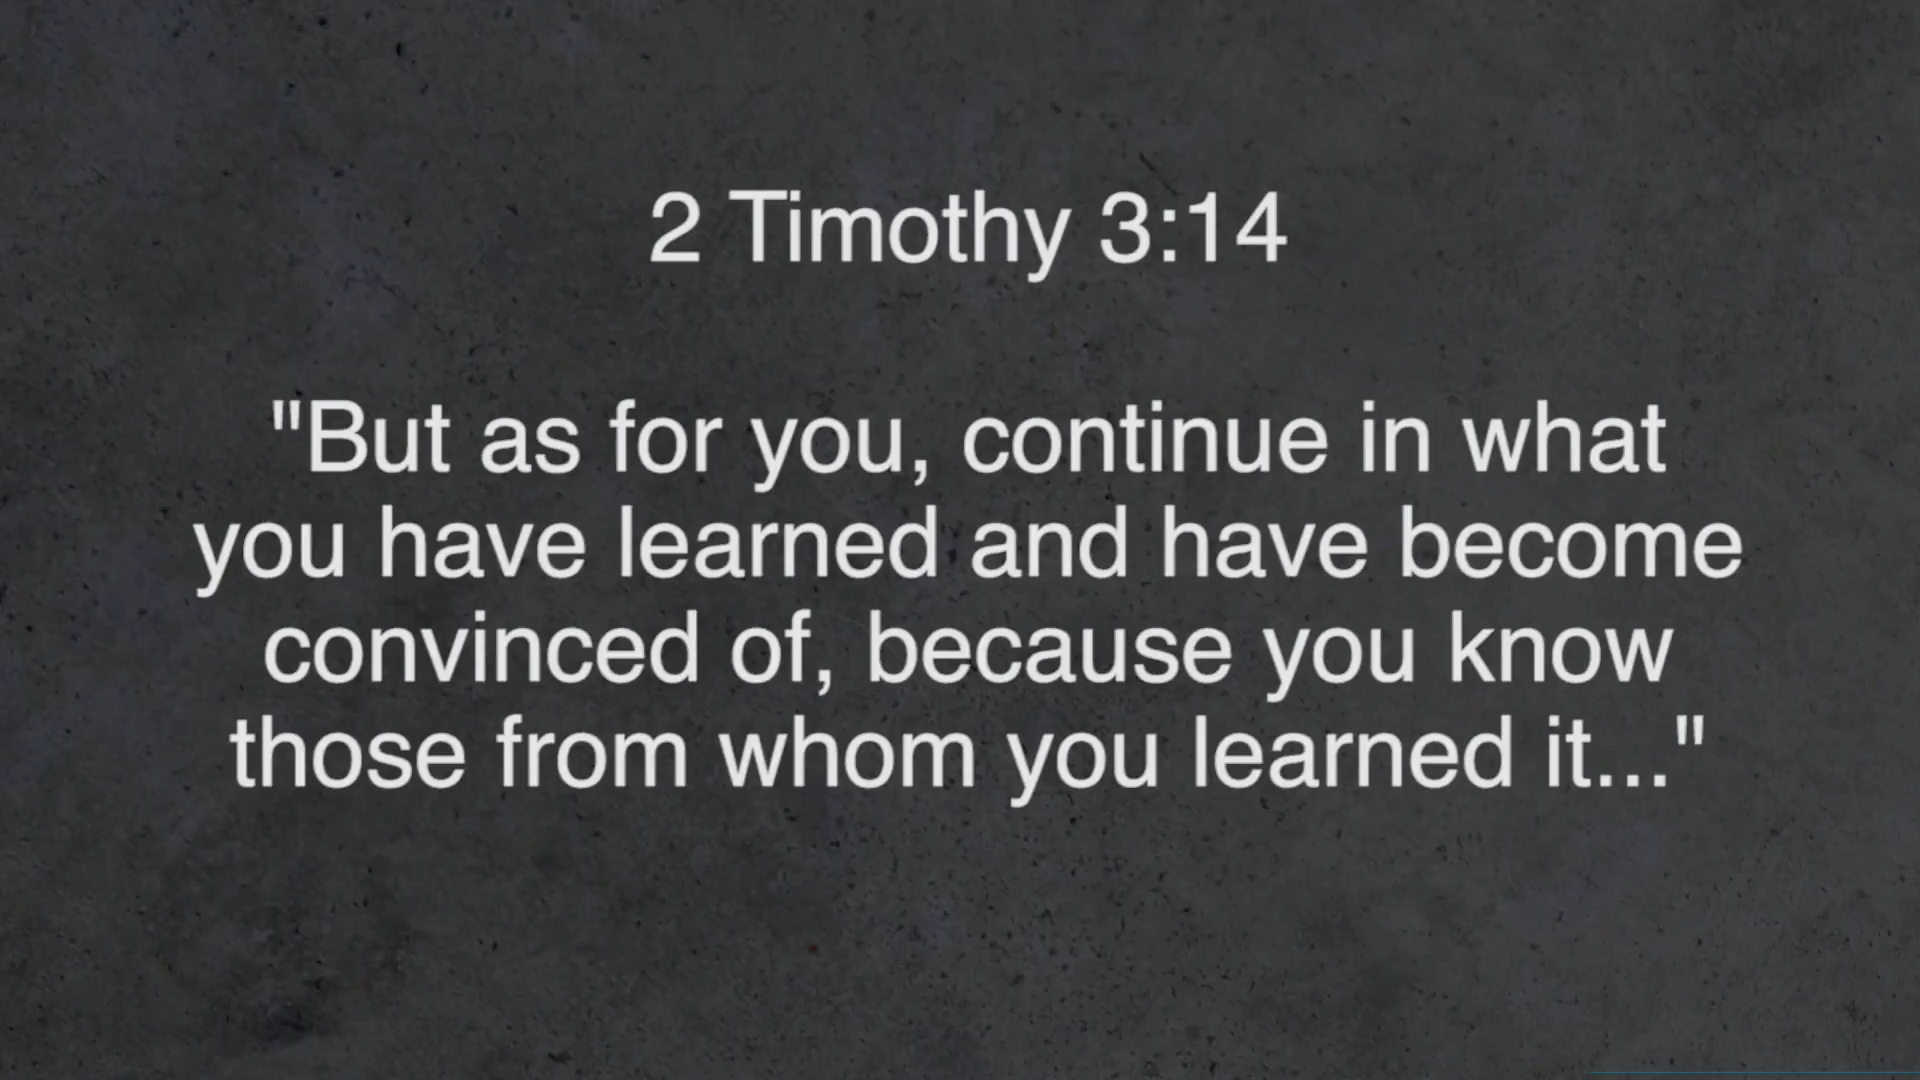 2 Timothy 3:14
"But as for you, continue in what
you have learned and have become
convinced of, because you know
those from whom you learned it..."